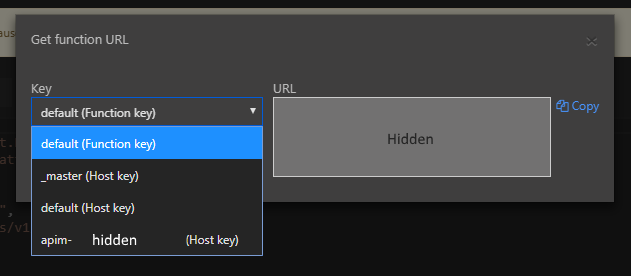 Get function URL
Key
URL
default (Function key)
Hidden
Copy
default (Function key)
_master (Host key)
default (Host key)
apim- hidden (Host key)
",
s/v1